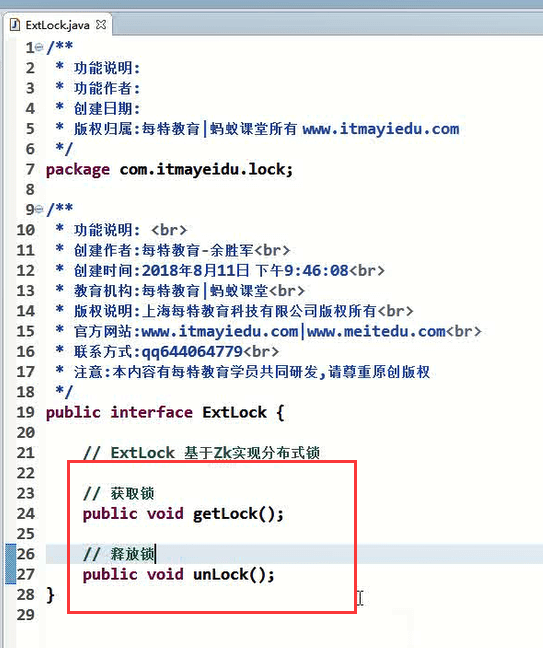 ExtLock.java
1 /**
2 * 功能说明:
3 * 功能作者:
4 * 创建日期:
5 * 版权归属:每特教育|蚂蚁课堂所有 www.itmayiedu.com
6 */
7 package com.itmayeidu.lock;
8
9 /**
10 * 功能说明: <br>
11 * 创建作者:每特教育-余胜军<br>
12 * 创建时间:2018年8月11日 下午9:46:08<br>
13 * 教育机构:每特教育|蚂蚁课堂<br>
14 * 版权说明:上海每特教育科技有限公司版权所有<br>
15 * 官方网站:www.itmayiedu.com|www.meitedu.com<br>
16 * 联系方式:qq644064779<br>
17 * 注意:本内容有每特教育学员共同研发,请尊重原创版权
18 */
19 public interface ExtLock {
20
21 // ExtLock 基于Zk实现分布式锁
22
23 // 获取锁
24 public void getLock();
25
26 // 释放锁
27 public void unLock();
28 }
29